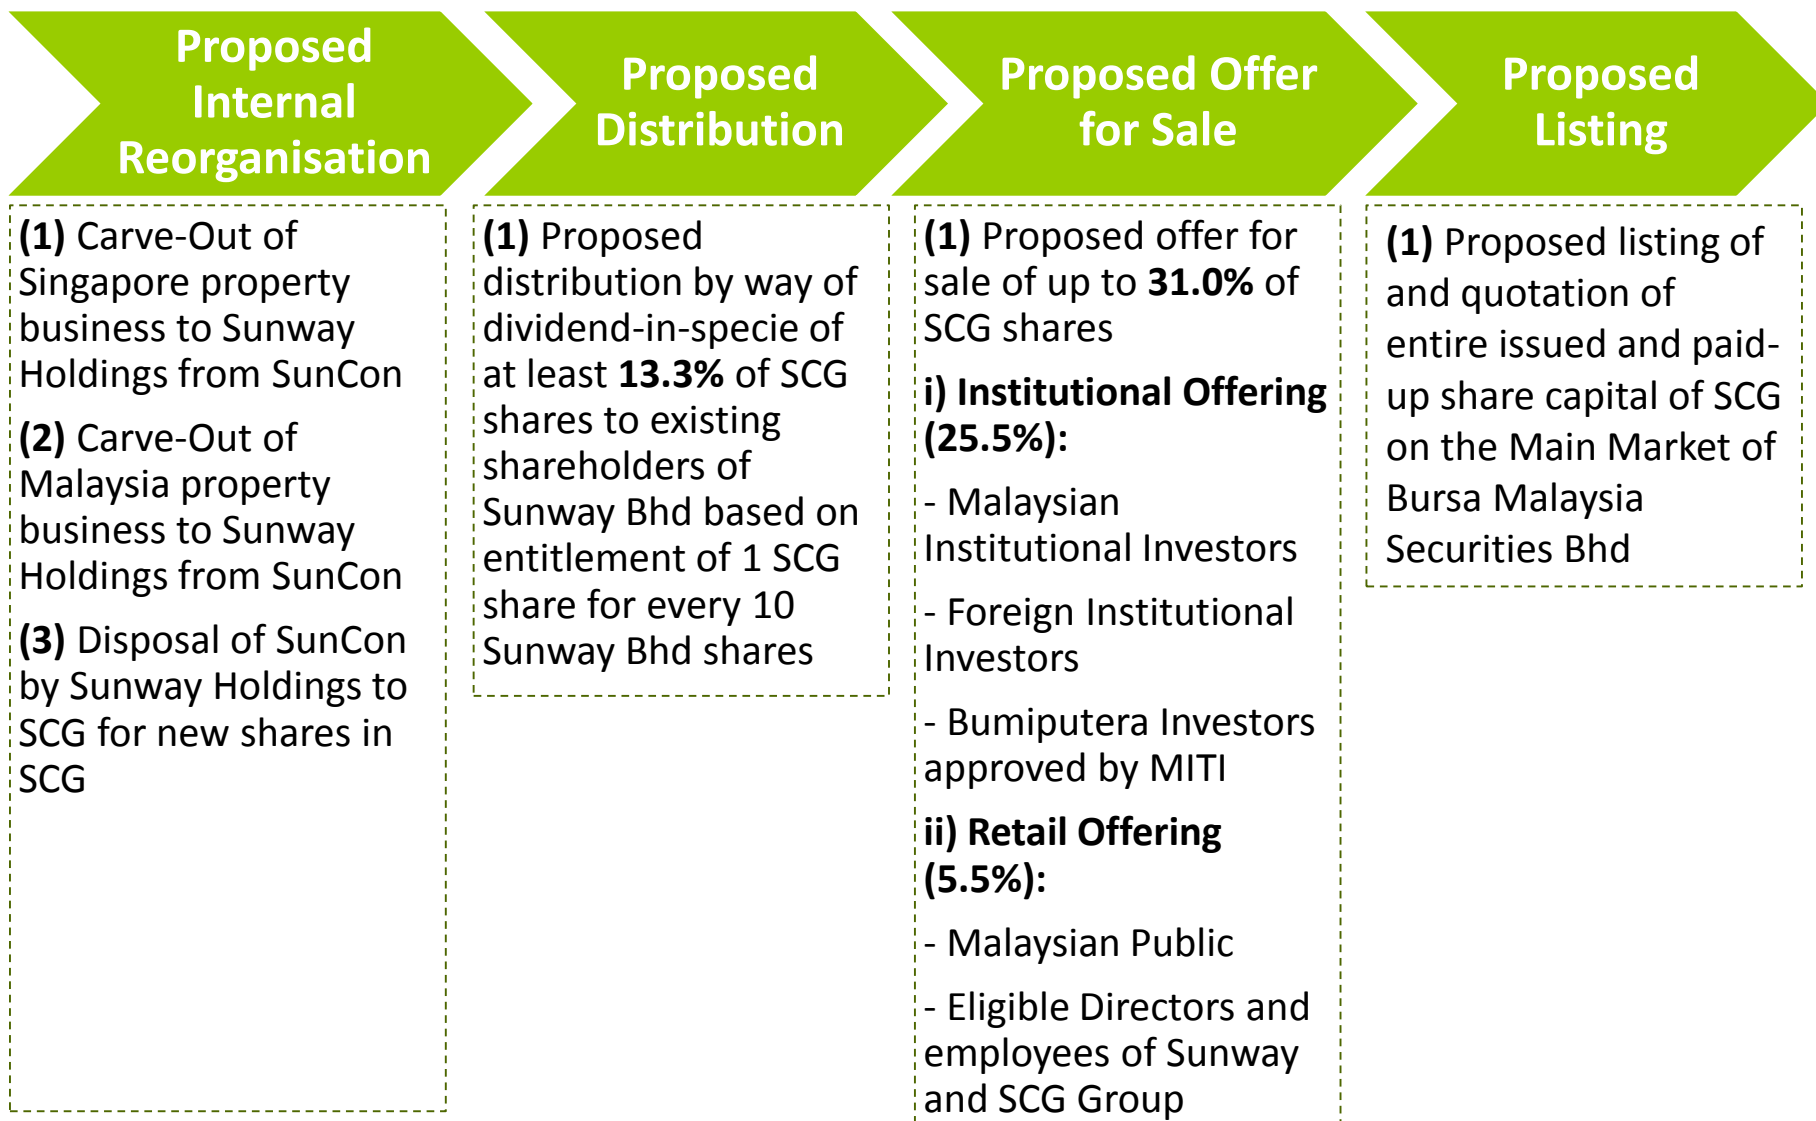 Proposed
Internal
Reorganisation
Proposed
Distribution
Proposed Offer
for Sale
Proposed
Listing
(1) Carve-Out of
Singapore property
business to Sunway
Holdings from SunCon
(2) Carve-Out of
Malaysia property
business to Sunway
Holdings from SunCon
(3) Disposal of SunCon
by Sunway Holdings to
SCG for new shares in
SCG
(1) Proposed
distribution by way of
dividend-in-specie of
at least 13.3% of SCG
shares to existing
shareholders of
Sunway Bhd based on
entitlement of 1 SCG
share for every 10
Sunway Bhd shares
(1) Proposed offer for
sale of up to 31.0% of
SCG shares
i) Institutional Offering
(25.5%):
- Malaysian
Institutional Investors
- Foreign Institutional
Investors
- Bumiputera Investors
approved by MITI
ii) Retail Offering
(5.5%):
- Malaysian Public
- Eligible Directors and
employees of Sunway
and SCG Group
(1) Proposed listing of
and quotation of
entire issued and paid-
up share capital of SCG
on the Main Market of
Bursa Malaysia
Securities Bhd